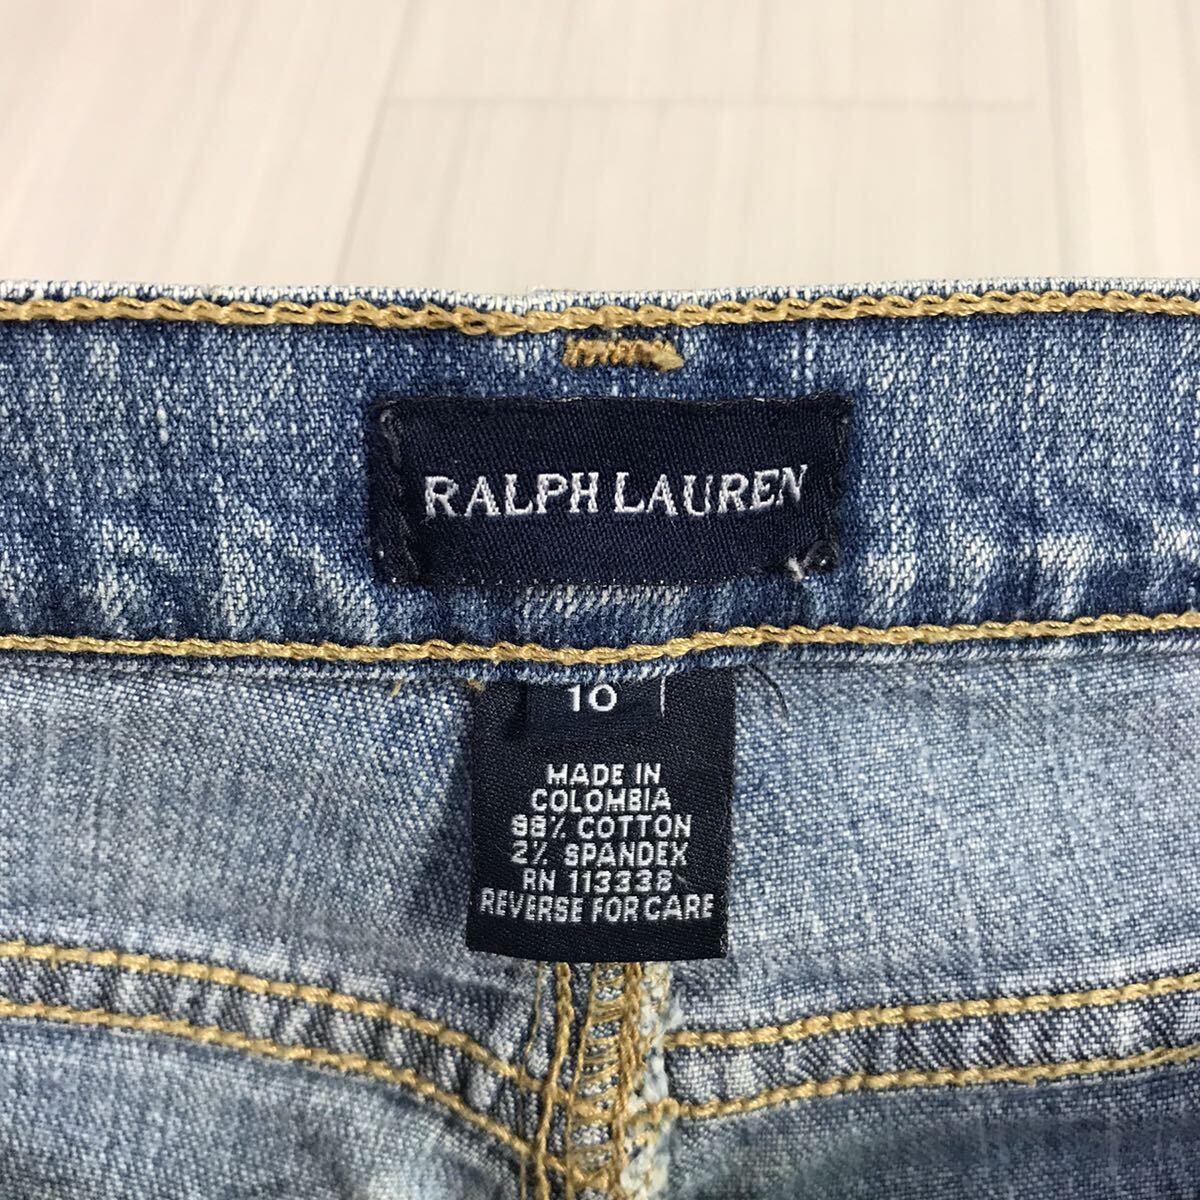 RALPH LAUREN
10
MADE IN
COLOMBIA
98% COTTON
2% SPANDEX
RN 113338
REVERSE FOR CARE